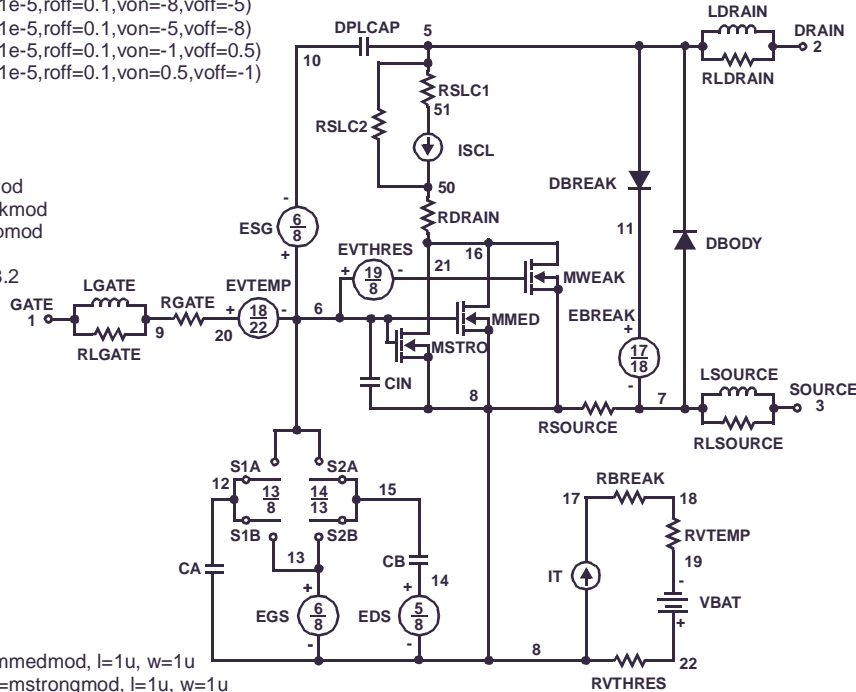 1e-5,roff=0.1,von=-8,voff=-5)
1e-5,roff=0.1,von=-5,voff=-8)
1e-5,roff=0.1,von=-1,voff=0.5)
1e-5,roff=0.1,von=0.5,voff=-1)
LDRAIN
DPLCAP 5
DRAIN
2
10
RLDRAIN
RSLC1
51
RSLC2
ISCL
od
kmod
omod
50
DBREAK
RDRAIN
ESG
- 6
8 +
11
DBODY
EVTHRES
+ 19
8 -
16
21
MWEAK
3.2
LGATE
GATE
1
RLGATE
9
RGATE
20
EVTEMP
+ 18
22 -
6
MMED
EBREAK
+ 17
18 -
MSTRO
CIN
8
RSOURCE
7
LSOURCE
SOURCE
3
RLSOURCE
S1A
S2A
12
13
8
14
13
15
S1B
S2B
13
CA
CB
14
EGS
+ 6
8 -
EDS
+ 5
8 -
RBREAK
17
18
RVTEMP
19
IT
-
VBAT
+
8
22
RVTHRES
mmedmod, l=1u, w=1u
=mstrongmod, l=1u, w=1u